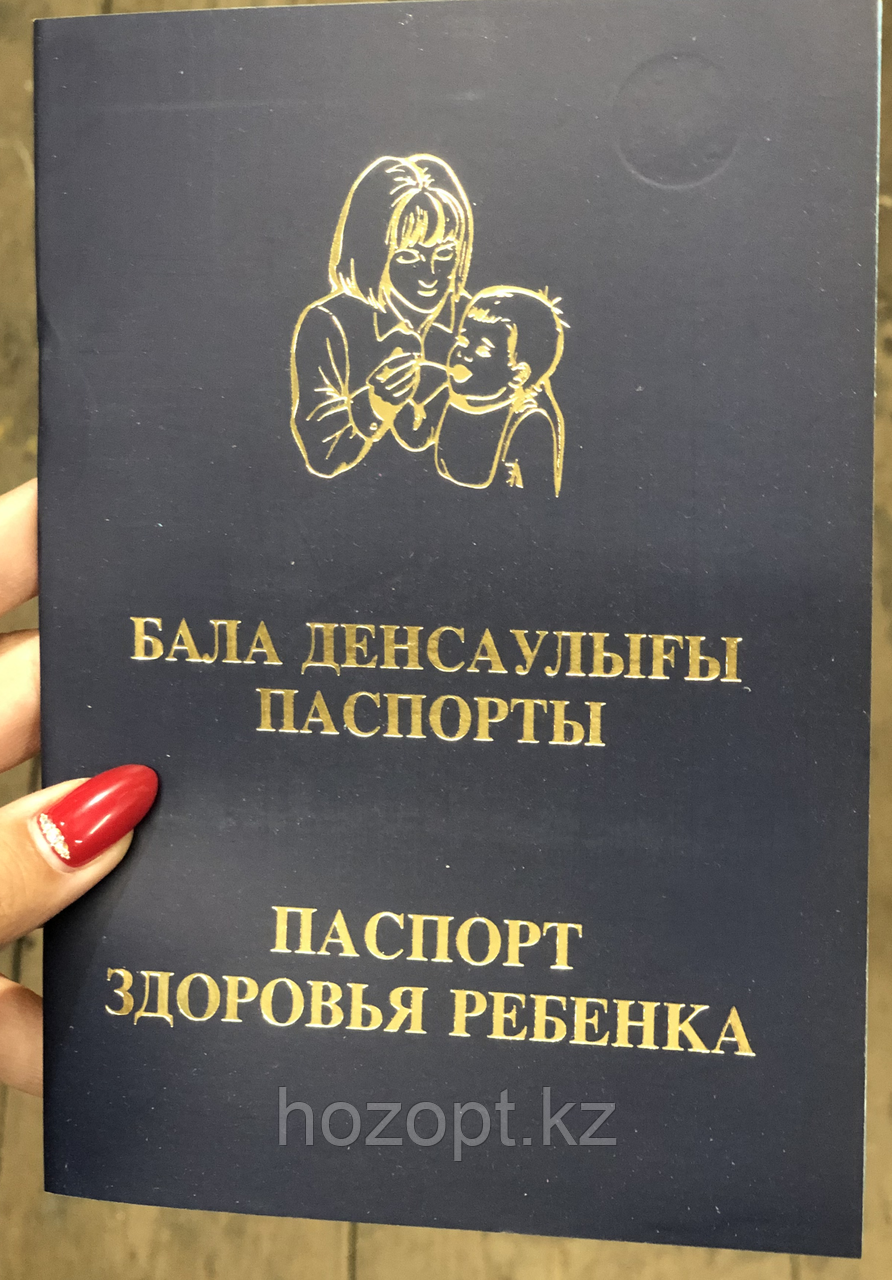 БАЛА ДЕНСАУЛЫҒЫ
ПАСПОРТЫ
ПАСПОРТ
ЗДОРОВЬЯ РЕБЕНКА
hozopt.kz